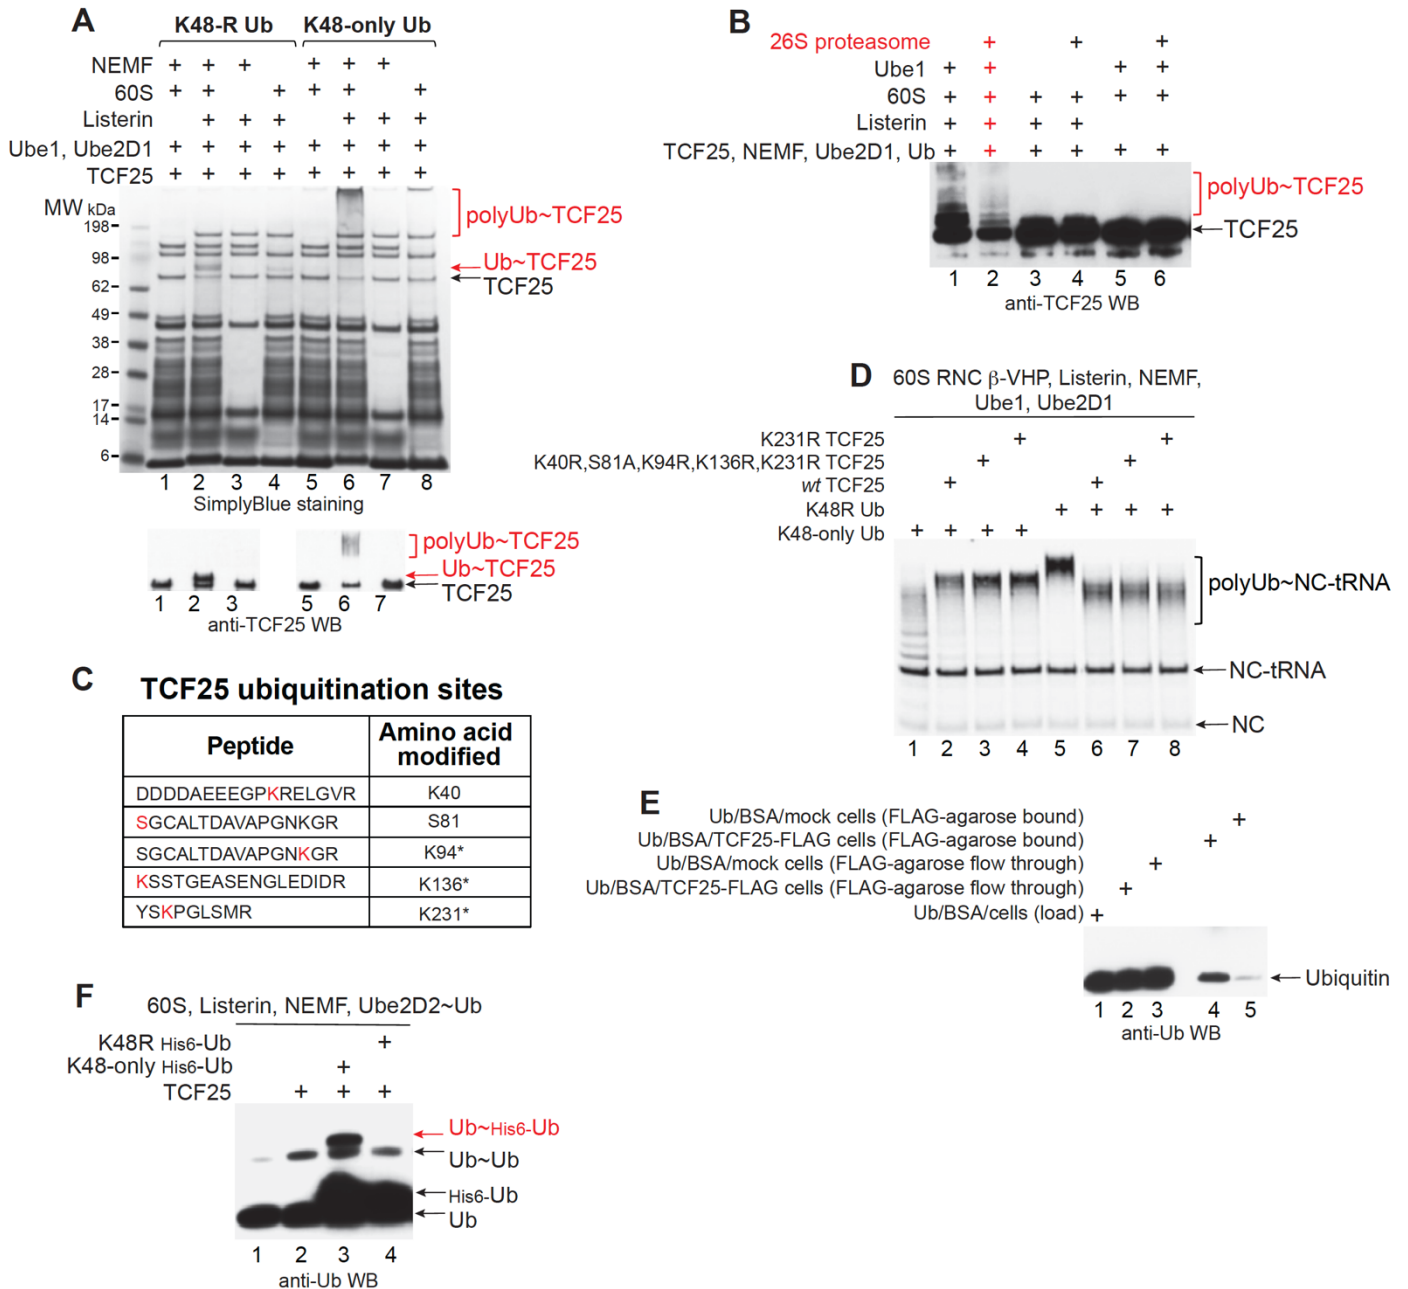 A
K48-R Ub K48-only Ub
NEMF + + + + + +
60S + + + + + +
Listerin + + + + + +
Ube1, Ube2D1 + + + + + + + +
TCF25 + + + + + + + +
MW kDa
198
98
62
49
38
28
17
14
6
polyUb~TCF25
Ub~TCF25
TCF25
1 2 3 4 5 6 7 8
SimplyBlue staining
polyUb~TCF25
Ub~TCF25
TCF25
1 2 3 5 6 7
anti-TCF25 WB
B
26S proteasome + + +
Ube1 + + + +
60S + + + + + +
Listerin + + + +
TCF25, NEMF, Ube2D1, Ub + + + + + +
polyUb~TCF25
TCF25
1 2 3 4 5 6
anti-TCF25 WB
C
TCF25 ubiquitination sites
Peptide Amino acid modified
DDDDAEEEGPKRELGVR K40
SGCALTDAVAPGNKGR S81
SGCALTDAVAPGNKGR K94*
KSSTGEASENGLEDIDR K136*
YSKPGLSMR K231*
D
60S RNC β-VHP, Listerin, NEMF,
Ube1, Ube2D1
K231R TCF25 + +
K40R,S81A,K94R,K136R,K231R TCF25 + +
wt TCF25 + +
K48R Ub + + + +
K48-only Ub + + + +
polyUb~NC-tRNA
NC-tRNA
NC
1 2 3 4 5 6 7 8
E
Ub/BSA/mock cells (FLAG-agarose bound) +
Ub/BSA/TCF25-FLAG cells (FLAG-agarose bound) +
Ub/BSA/mock cells (FLAG-agarose flow through) +
Ub/BSA/TCF25-FLAG cells (FLAG-agarose flow through) +
Ub/BSA/cells (load) +
Ubiquitin
1 2 3 4 5
anti-Ub WB
F
60S, Listerin, NEMF, Ube2D2~Ub
K48R His6-Ub +
K48-only His6-Ub +
TCF25 + + +
Ub~His6-Ub
Ub~Ub
His6-Ub
Ub
1 2 3 4
anti-Ub WB